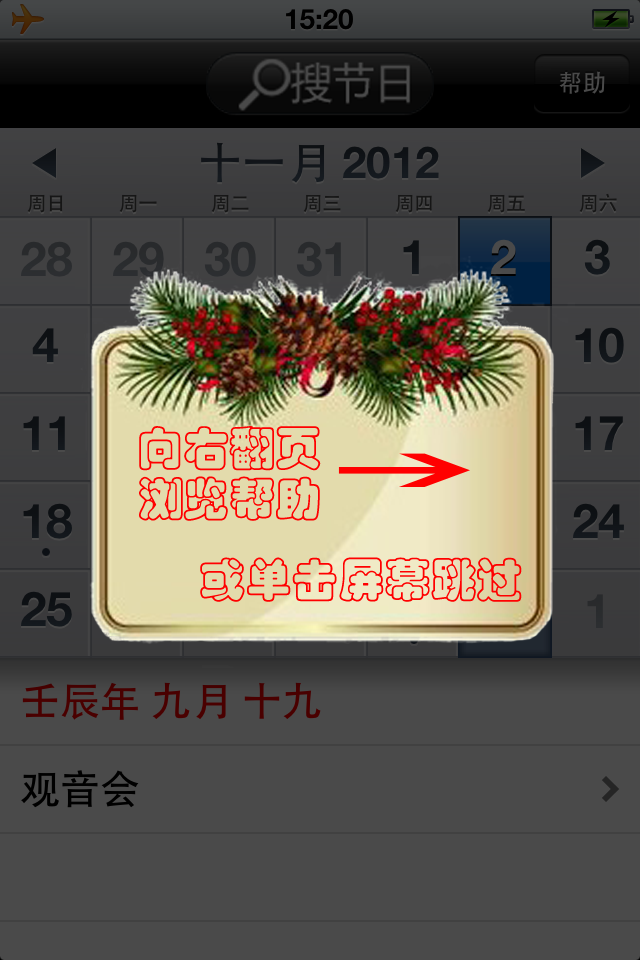 15:20
搜节日 帮助
十一月 2012
周日 周一 周二 周三 周四 周五 周六
28 29 30 31 1 2 3
4 10
11 17
18 24
25 1
向右翻页
浏览帮助
或单击屏幕跳过
壬辰年 九月 十九
观音会